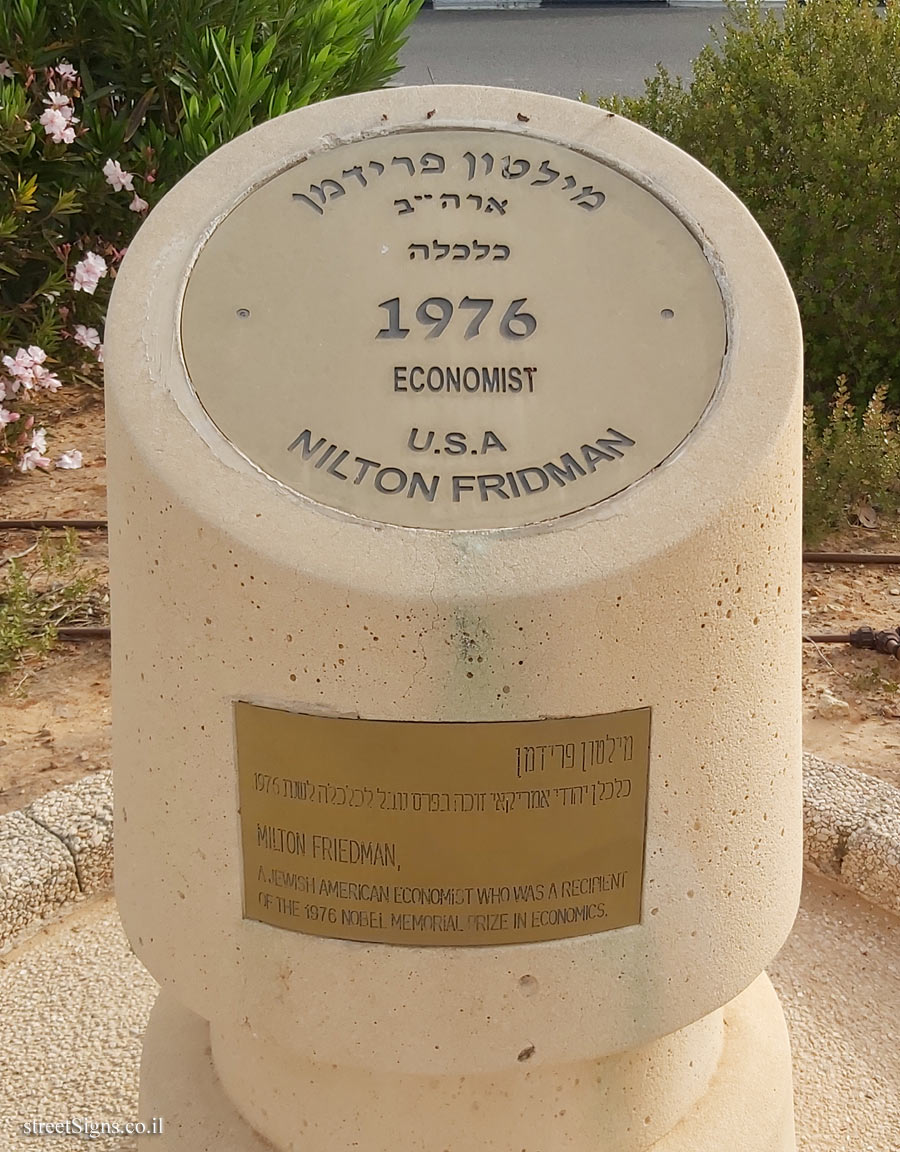 מילטון פרידמן
ארה"ב
כלכלה
1976
ECONOMIST
U.S.A
NILTON FRIDMAN
מילטון פרידמן
כלכלן יהודי אמריקאי זוכה בפרס נובל לכלכלה לשנת 1976
MILTON FRIEDMAN,
A JEWISH AMERICAN ECONOMIST WHO WAS A RECIPIENT
OF THE 1976 NOBEL MEMORIAL PRIZE IN ECONOMICS.
streetSigns.co.il